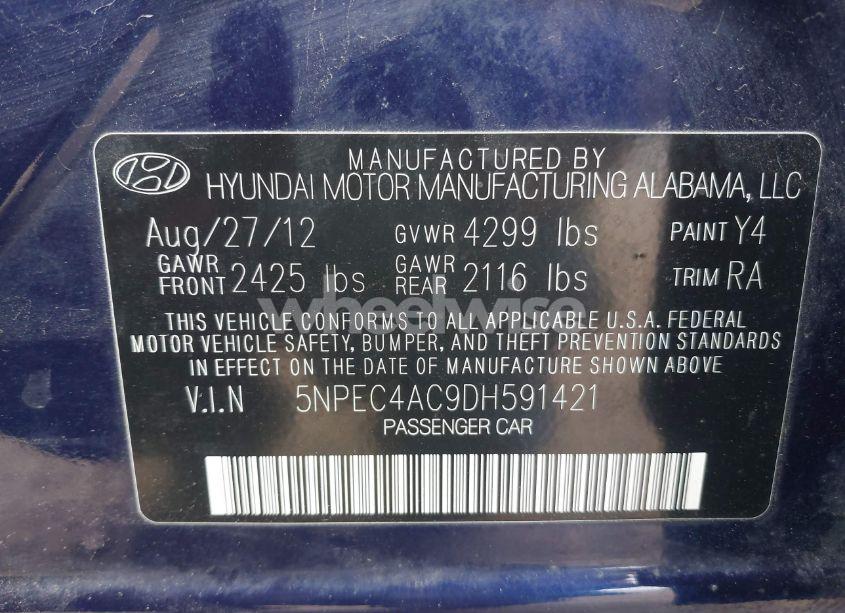 MANUFACTURED BY
HYUNDAI MOTOR MANUFACTURING ALABAMA, LLC
Aug/27/12 GVWR 4299 lbs PAINT Y4
GAWR FRONT 2425 lbs GAWR REAR 2116 lbs TRIM RA
wheelwise
THIS VEHICLE CONFORMS TO ALL APPLICABLE U.S.A. FEDERAL
MOTOR VEHICLE SAFETY, BUMPER, AND THEFT PREVENTION STANDARDS
IN EFFECT ON THE DATE OF MANUFACTURE SHOWN ABOVE
V.I.N 5NPEC4AC9DH591421
PASSENGER CAR